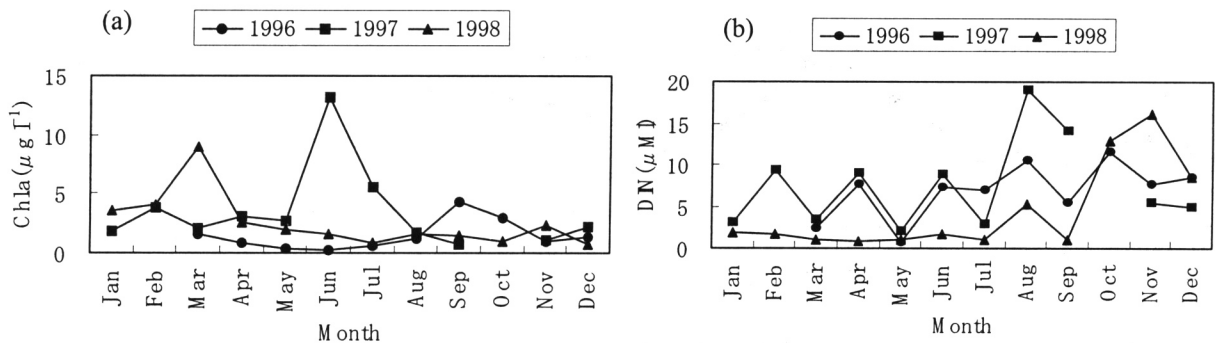 (a)
1996 1997 1998
15
10
5
0
Chla(μg l⁻¹)
Jan Feb Mar Apr May Jun Jul Aug Sep Oct Nov Dec
Month
(b)
1996 1997 1998
20
15
10
5
0
DIN(μM)
Jan Feb Mar Apr May Jun Jul Aug Sep Oct Nov Dec
Month